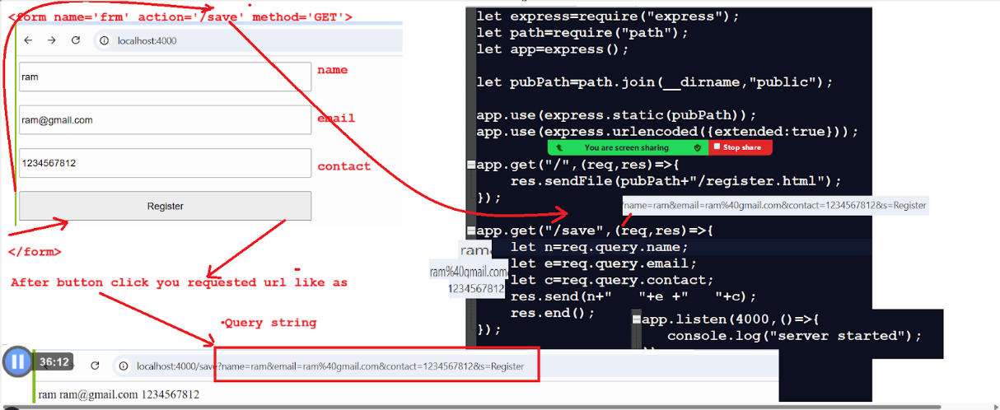 <form name='frm' action='/save' method='GET'>
localhost:4000
ram
name
ram@gmail.com
email
1234567812
contact
Register
</form>
After button click you requested url like as
Query string
let express=require("express");
let path=require("path");
let app=express();
let pubPath=path.join(__dirname,"public");
app.use(express.static(pubPath));
app.use(express.urlencoded({extended:true}));
You are screen sharing
Stop share
app.get("/",(req,res)=>{
res.sendFile(pubPath+"/register.html");
});
?name=ram&email=ram%40gmail.com&contact=1234567812&s=Register
app.get("/save",(req,res)=>{
let n=req.query.name;
ram
let e=req.query.email;
ram%40gmail.com
let c=req.query.contact;
1234567812
res.send(n+"   "+e +"   "+c);
res.end();
});
app.listen(4000,()=>{
console.log("server started");
36:12
localhost:4000/save?name=ram&email=ram%40gmail.com&contact=1234567812&s=Register
ram ram@gmail.com 1234567812